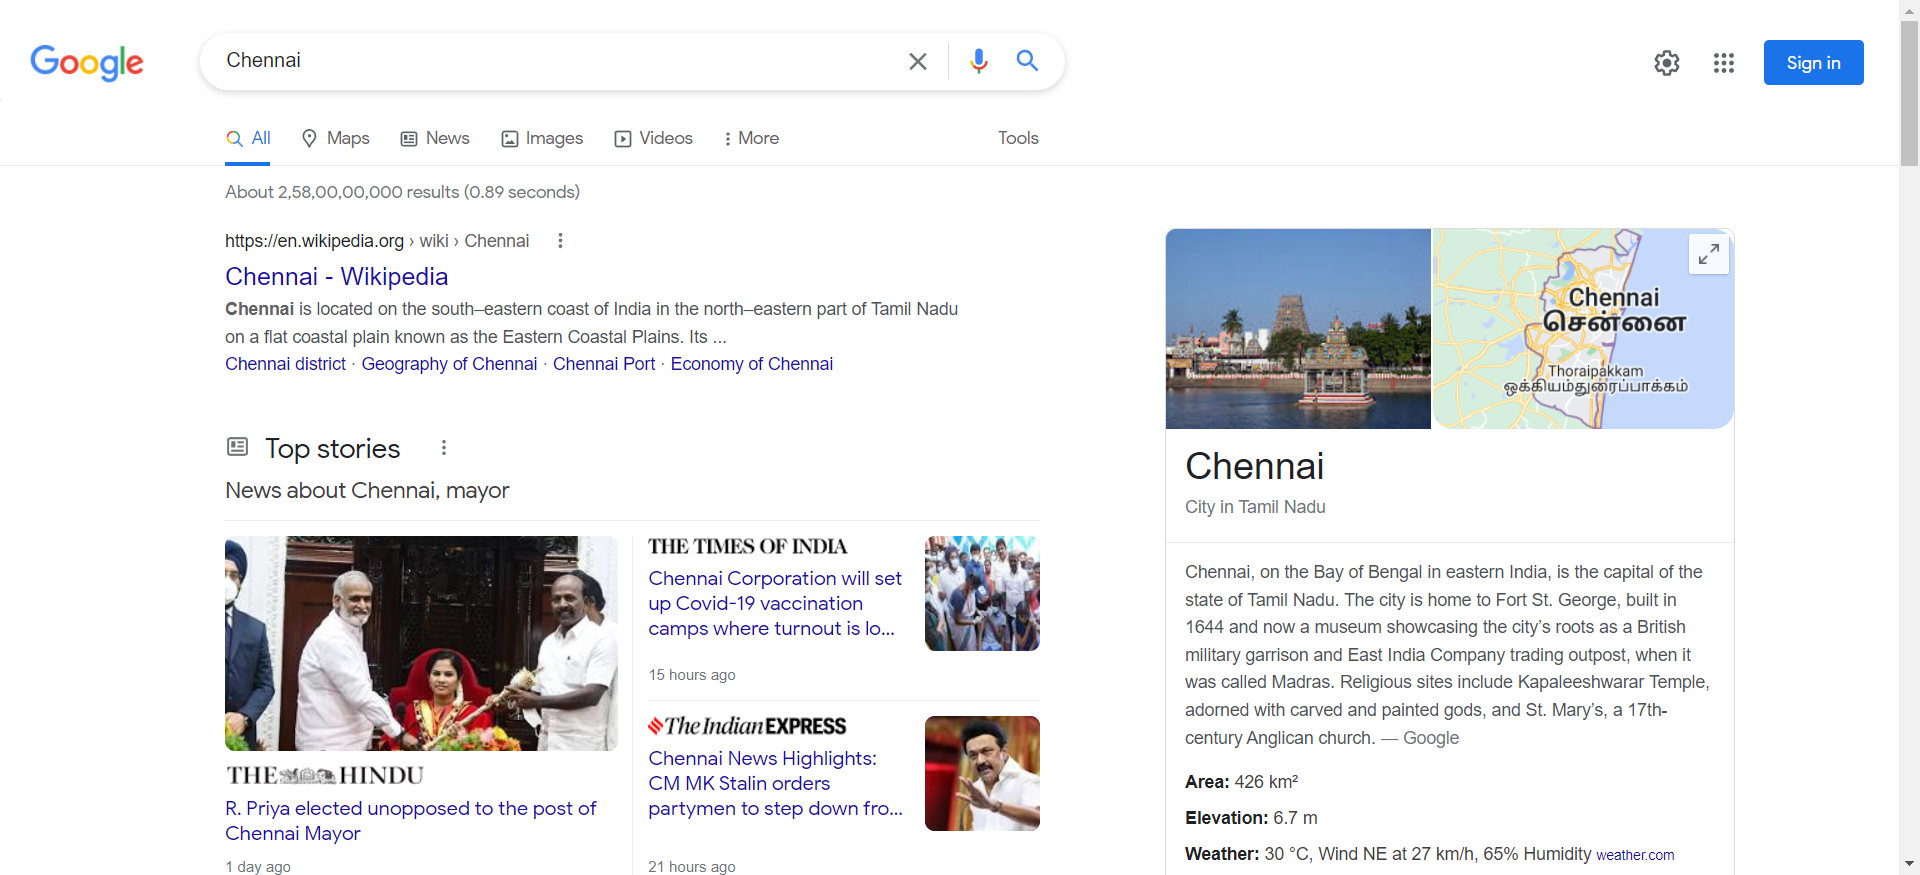 Google
Chennai
Sign in
All
Maps
News
Images
Videos
More
Tools
About 2,58,00,00,000 results (0.89 seconds)
https://en.wikipedia.org › wiki › Chennai
Chennai - Wikipedia
Chennai is located on the south–eastern coast of India in the north–eastern part of Tamil Nadu
on a flat coastal plain known as the Eastern Coastal Plains. Its ...
Chennai district · Geography of Chennai · Chennai Port · Economy of Chennai
Top stories
News about Chennai, mayor
THE HINDU
R. Priya elected unopposed to the post of
Chennai Mayor
1 day ago
THE TIMES OF INDIA
Chennai Corporation will set
up Covid-19 vaccination
camps where turnout is lo...
15 hours ago
The Indian EXPRESS
Chennai News Highlights:
CM MK Stalin orders
partymen to step down fro...
21 hours ago
Chennai
சென்னை
Thoraipakkam
ஒக்கியம்துரைப்பாக்கம்
Chennai
City in Tamil Nadu
Chennai, on the Bay of Bengal in eastern India, is the capital of the
state of Tamil Nadu. The city is home to Fort St. George, built in
1644 and now a museum showcasing the city’s roots as a British
military garrison and East India Company trading outpost, when it
was called Madras. Religious sites include Kapaleeshwarar Temple,
adorned with carved and painted gods, and St. Mary’s, a 17th-
century Anglican church. — Google
Area: 426 km²
Elevation: 6.7 m
Weather: 30 °C, Wind NE at 27 km/h, 65% Humidity weather.com